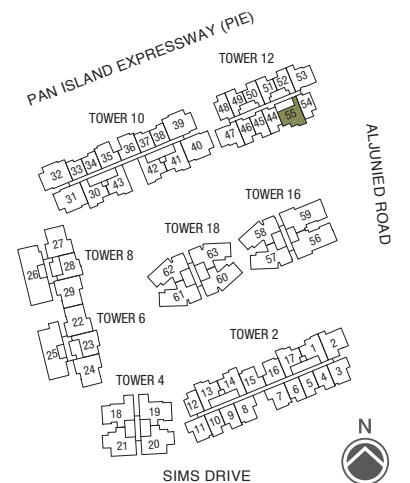 PAN ISLAND EXPRESSWAY (PIE)
TOWER 12
48 49 50 51 52 53
47 46 45 44 55 54
TOWER 10
32 33 34 35 36 37 38 39
31 30 43 42 41 40
ALJUNIED ROAD
TOWER 16
58 59
57 56
TOWER 18
62 63
61 60
TOWER 8
27
26 28
29
TOWER 6
22
25 23
24
TOWER 2
12 13 14 15 16 17 1 2
11 10 9 8 7 6 5 4 3
TOWER 4
18 19
21 20
N
SIMS DRIVE